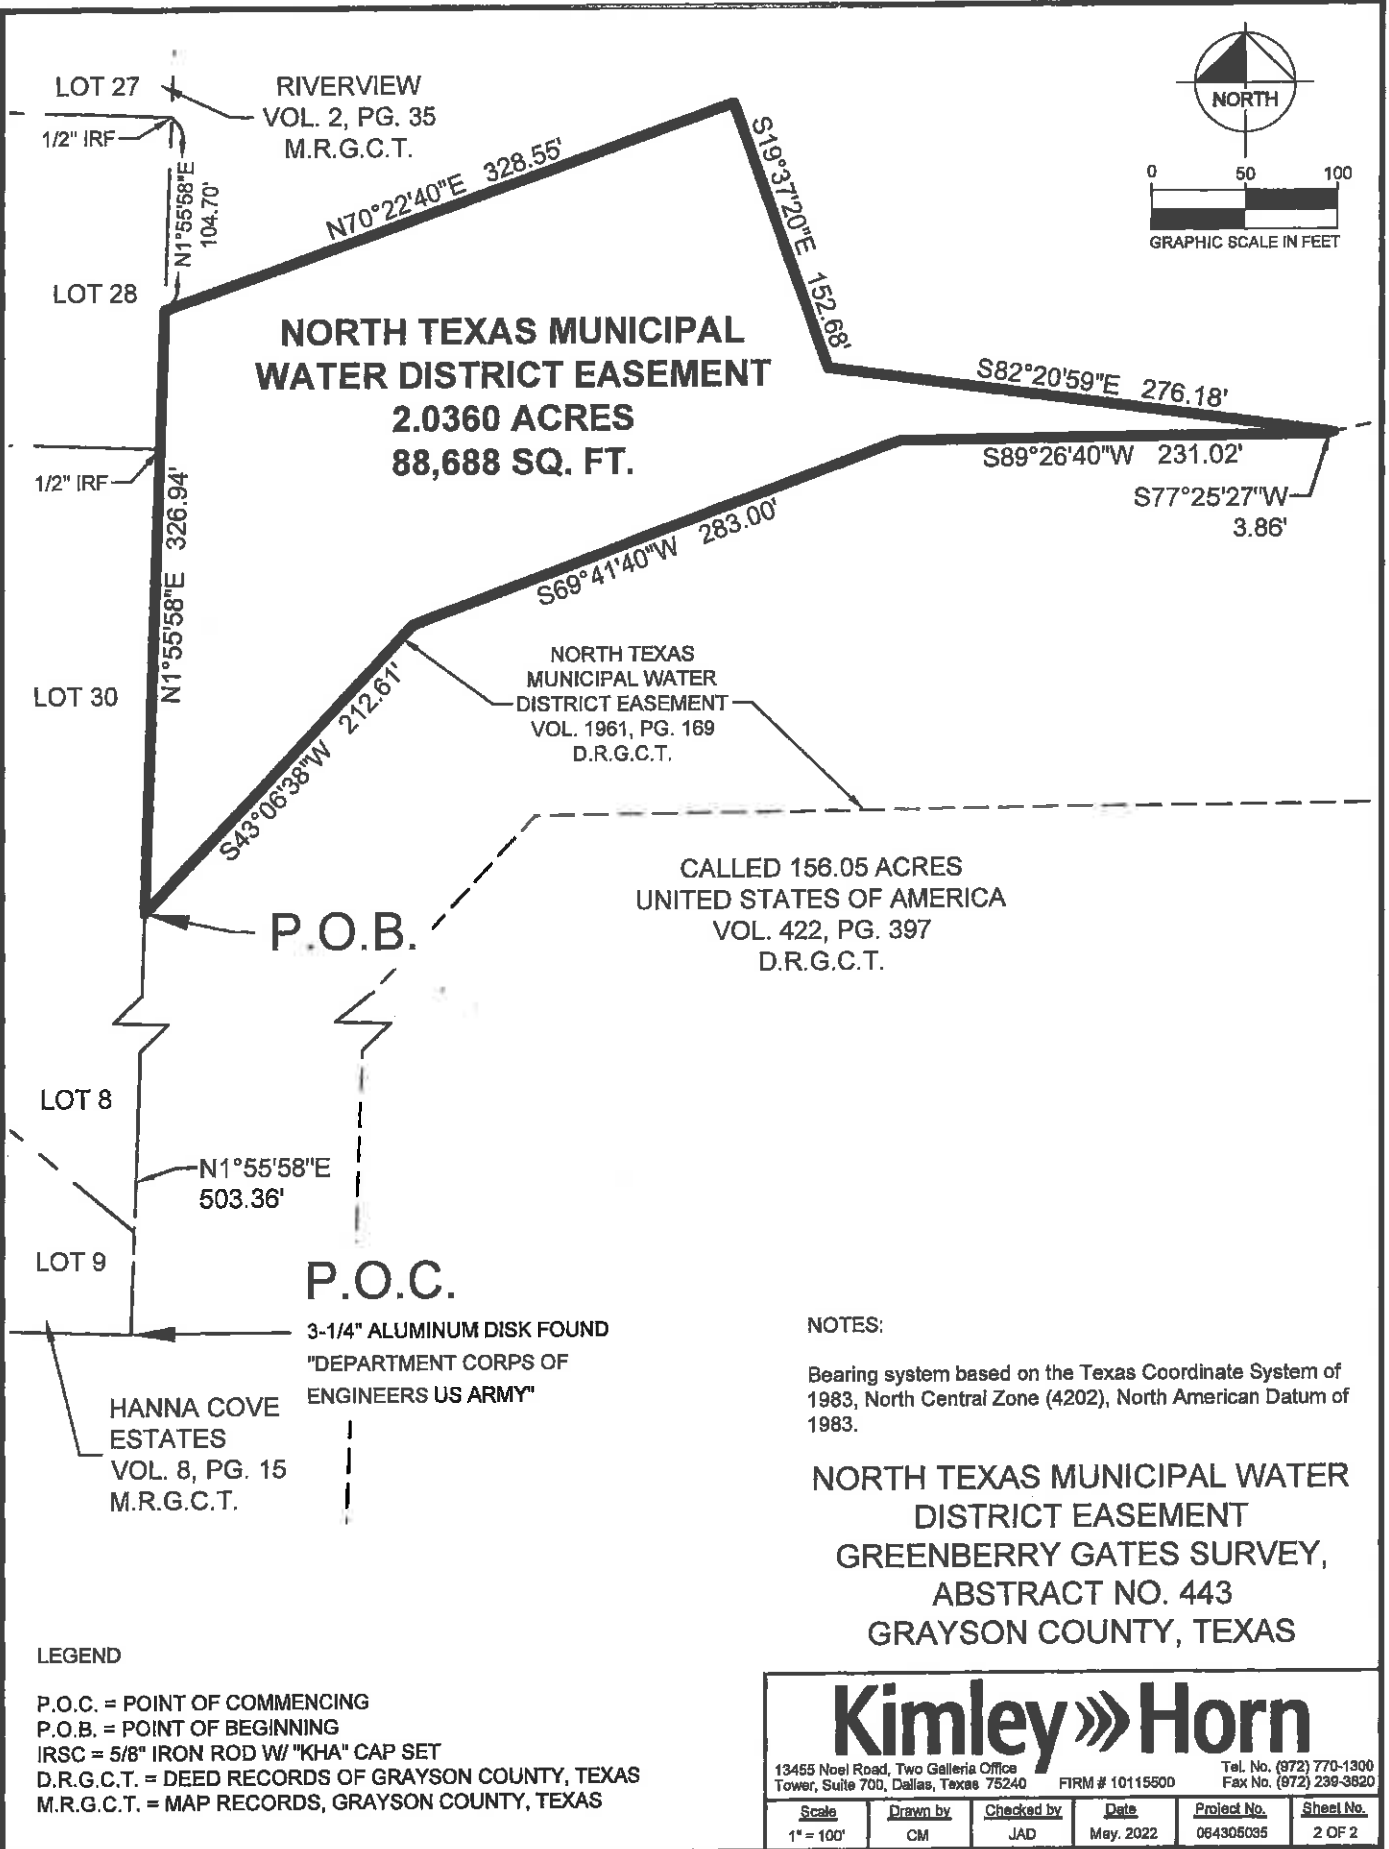 LOT 27
RIVERVIEW
VOL. 2, PG. 35
M.R.G.C.T.
1/2" IRF
N1°55'58"E
104.70'
NORTH
0 50 100
GRAPHIC SCALE IN FEET
N70°22'40"E 328.55'
S19°37'20"E 152.68'
LOT 28
NORTH TEXAS MUNICIPAL
WATER DISTRICT EASEMENT
2.0360 ACRES
88,688 SQ. FT.
S82°20'59"E 276.18'
S89°26'40"W 231.02'
S77°25'27"W
3.86'
1/2" IRF
N1°55'58"E 326.94'
S69°41'40"W 283.00'
LOT 30
NORTH TEXAS
MUNICIPAL WATER
DISTRICT EASEMENT
VOL. 1961, PG. 169
D.R.G.C.T.
S43°06'38"W 212.61'
CALLED 156.05 ACRES
UNITED STATES OF AMERICA
VOL. 422, PG. 397
D.R.G.C.T.
P.O.B.
LOT 8
N1°55'58"E
503.36'
LOT 9
P.O.C.
3-1/4" ALUMINUM DISK FOUND
"DEPARTMENT CORPS OF
ENGINEERS US ARMY"
HANNA COVE
ESTATES
VOL. 8, PG. 15
M.R.G.C.T.
NOTES:
Bearing system based on the Texas Coordinate System of
1983, North Central Zone (4202), North American Datum of
1983.
NORTH TEXAS MUNICIPAL WATER
DISTRICT EASEMENT
GREENBERRY GATES SURVEY,
ABSTRACT NO. 443
GRAYSON COUNTY, TEXAS
LEGEND
P.O.C. = POINT OF COMMENCING
P.O.B. = POINT OF BEGINNING
IRSC = 5/8" IRON ROD W/ "KHA" CAP SET
D.R.G.C.T. = DEED RECORDS OF GRAYSON COUNTY, TEXAS
M.R.G.C.T. = MAP RECORDS, GRAYSON COUNTY, TEXAS
Kimley»Horn
13455 Noel Road, Two Galleria Office
Tower, Suite 700, Dallas, Texas 75240 FIRM # 10115500
Tel. No. (972) 770-1300
Fax No. (972) 239-3820
Scale Drawn by Checked by Date Project No. Sheet No.
1" = 100' CM JAD May. 2022 064305035 2 OF 2